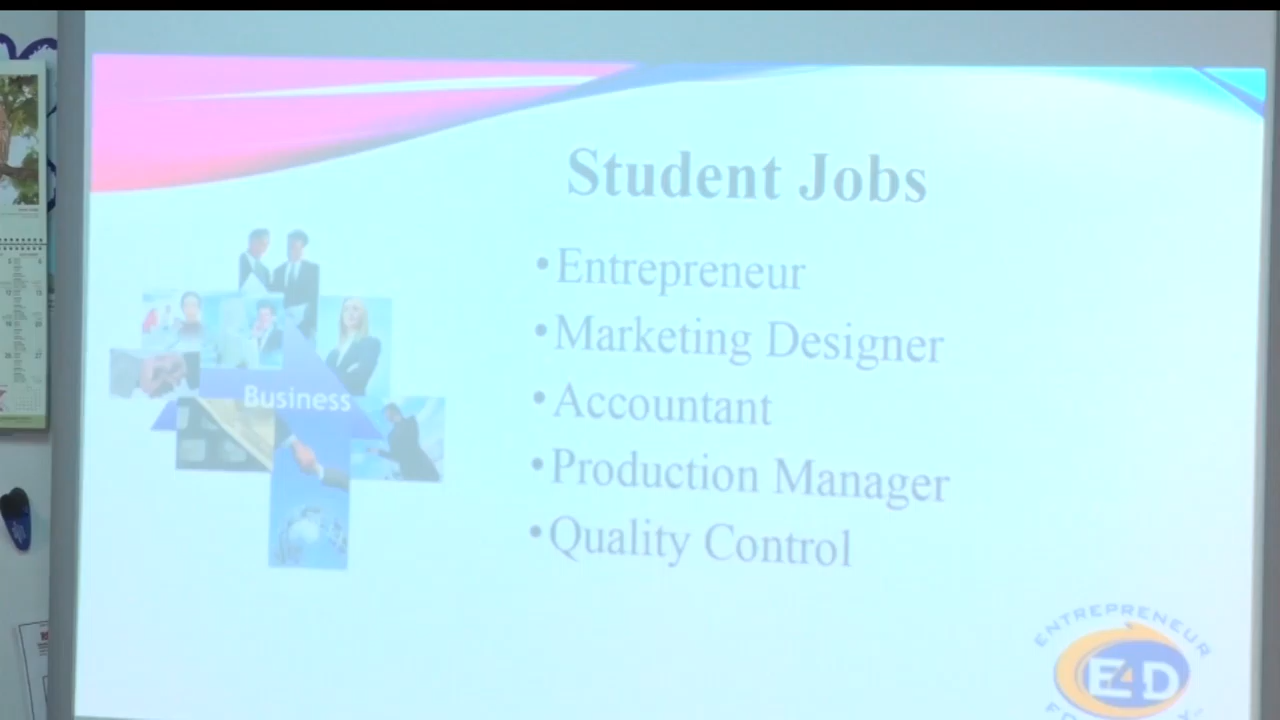 Student Jobs
•Entrepreneur
•Marketing Designer
•Accountant
•Production Manager
•Quality Control
Business
ENTREPRENEUR
E4D